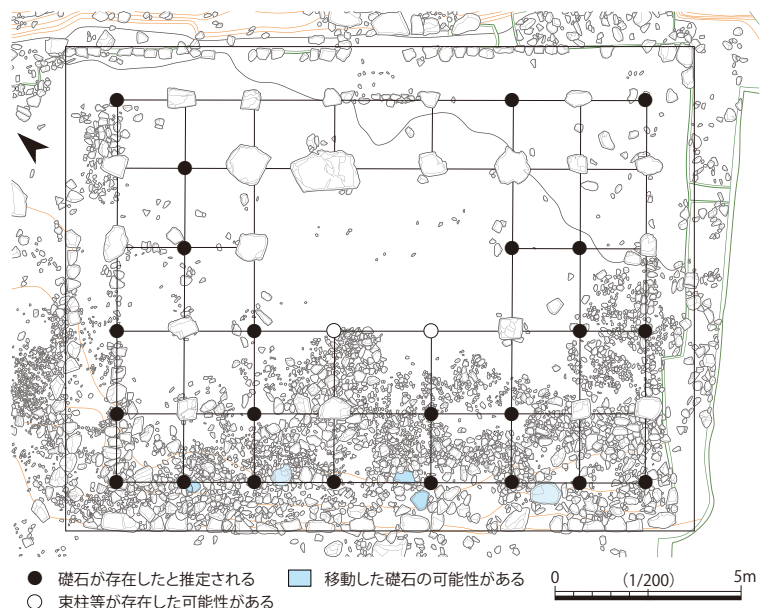 ● 礎石が存在したと推定される
移動した礎石の可能性がある
○ 束柱等が存在した可能性がある
0 (1/200) 5m